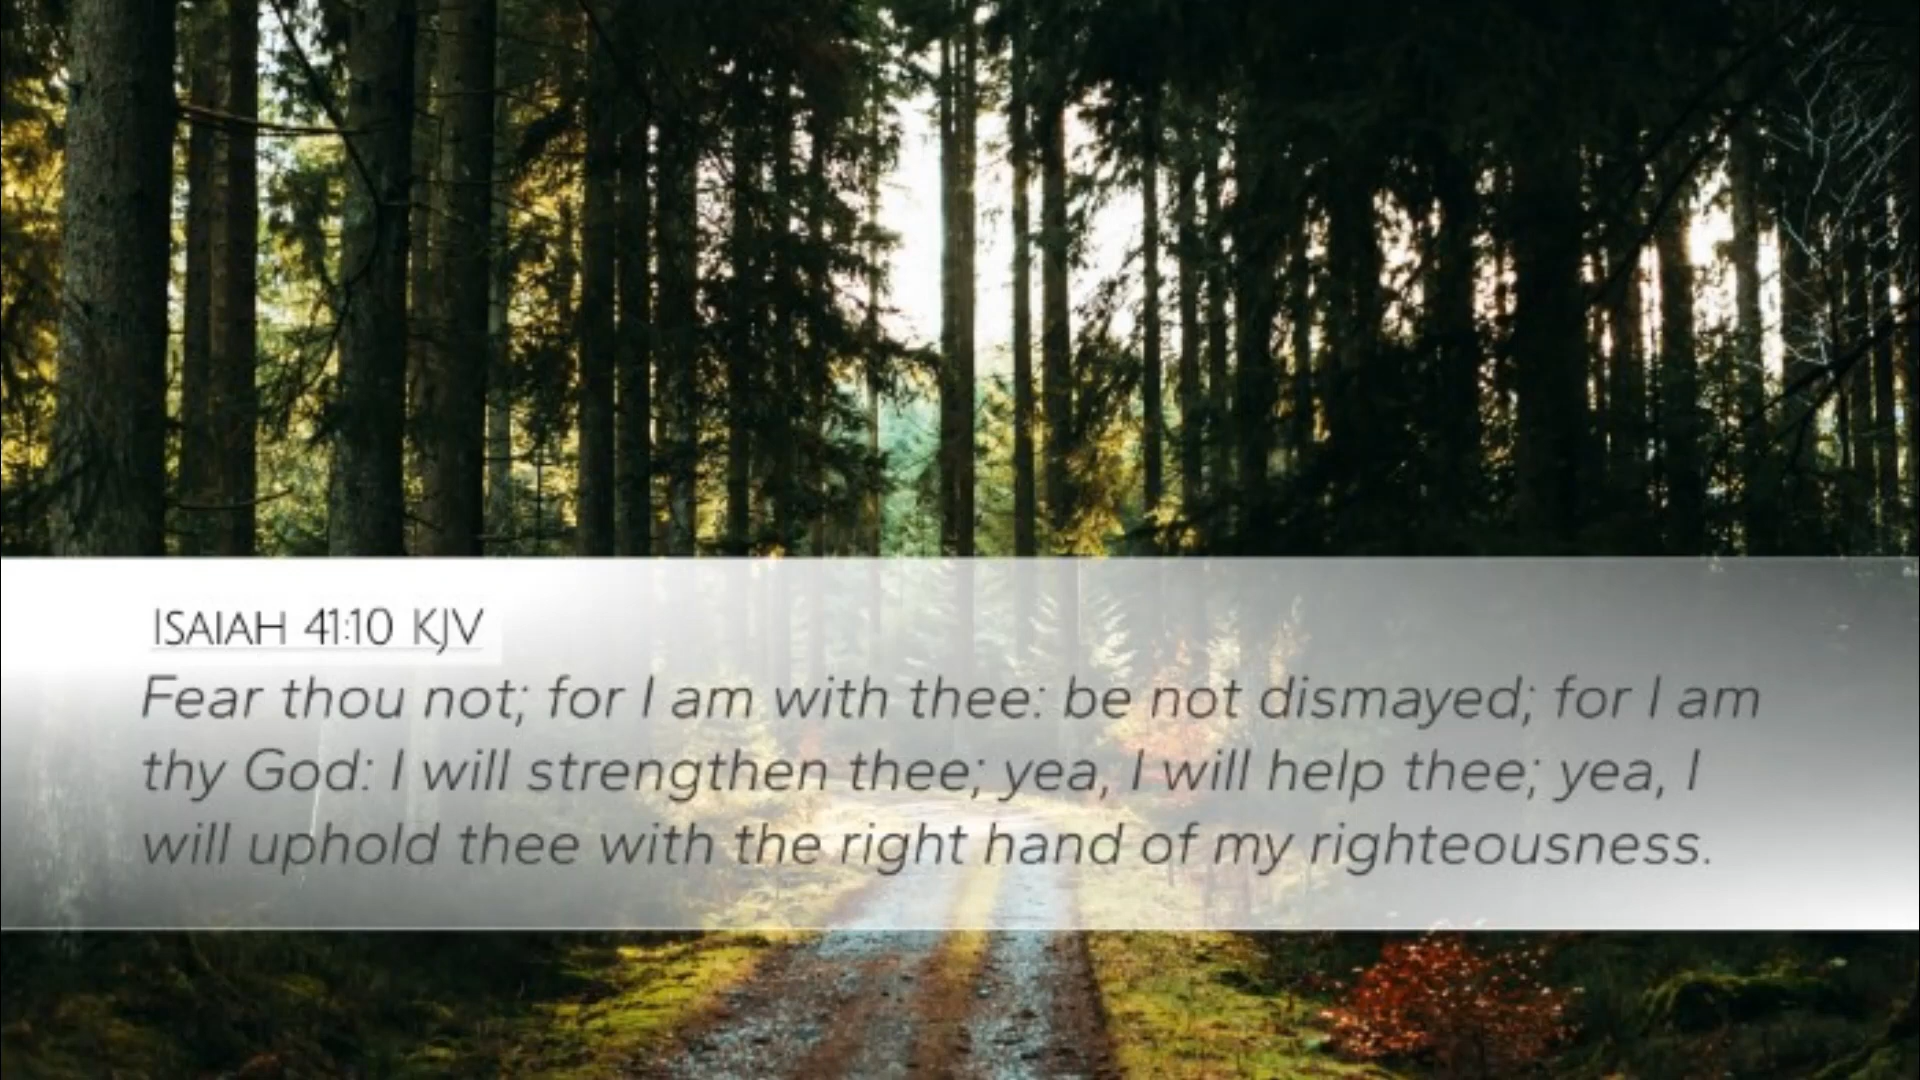 ISAIAH 41:10 KJV
Fear thou not; for I am with thee: be not dismayed; for I am
thy God: I will strengthen thee; yea, I will help thee; yea, I
will uphold thee with the right hand of my righteousness.